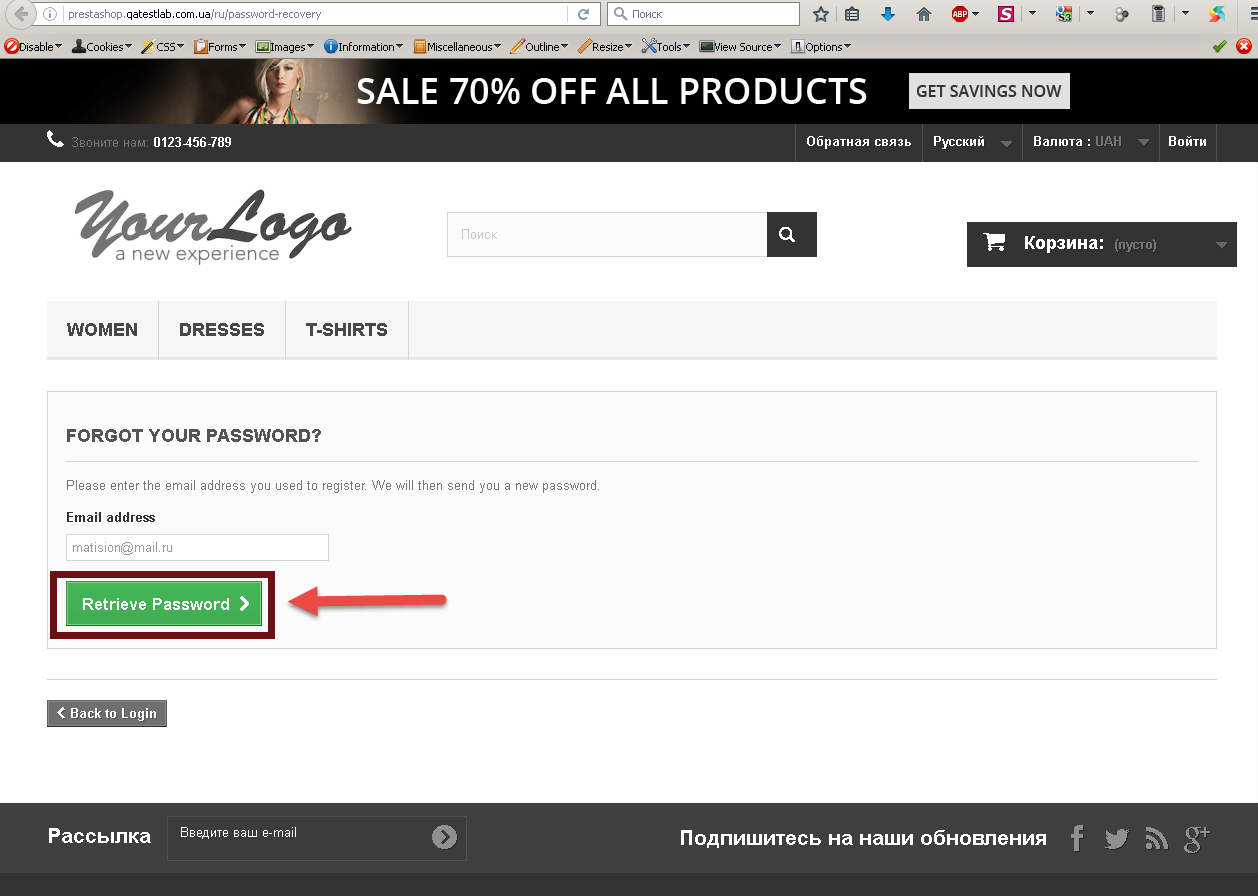 prestashop.qatestlab.com.ua/ru/password-recovery
Поиск
ABP
S
S3
Disable Cookies CSS Forms Images Information Miscellaneous Outline Resize Tools View Source Options
SALE 70% OFF ALL PRODUCTS GET SAVINGS NOW
Звоните нам: 0123-456-789 Обратная связь Русский Валюта : UAH Войти
YourLogo
a new experience
Поиск
Корзина: (пусто)
WOMEN DRESSES T-SHIRTS
FORGOT YOUR PASSWORD?
Please enter the email address you used to register. We will then send you a new password.
Email address
matision@mail.ru
Retrieve Password
Back to Login
Рассылка Введите ваш e-mail Подпишитесь на наши обновления